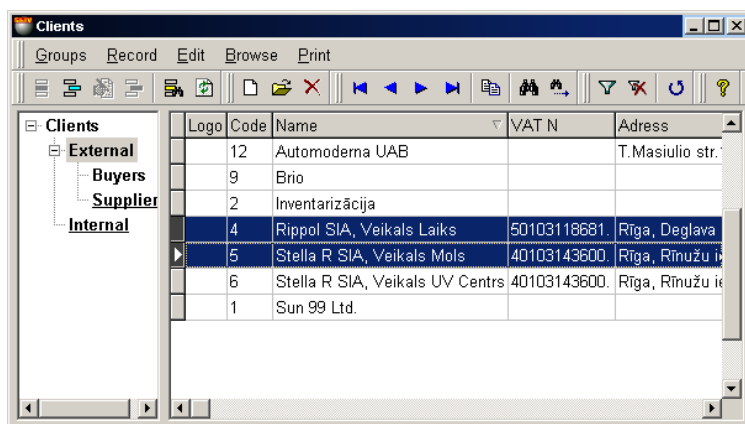 Clients
Groups Record Edit Browse Print
Clients
External
Buyers
Supplier
Internal
Logo Code Name VAT N Adress
12 Automoderna UAB T.Masiulio str.
9 Brio
2 Inventarizācija
4 Rippol SIA, Veikals Laiks 50103118681. Rīga, Deglava
5 Stella R SIA, Veikals Mols 40103143600. Rīga, Rīnužu i
6 Stella R SIA, Veikals UV Centrs 40103143600. Rīga, Rīnužu ie
1 Sun 99 Ltd.